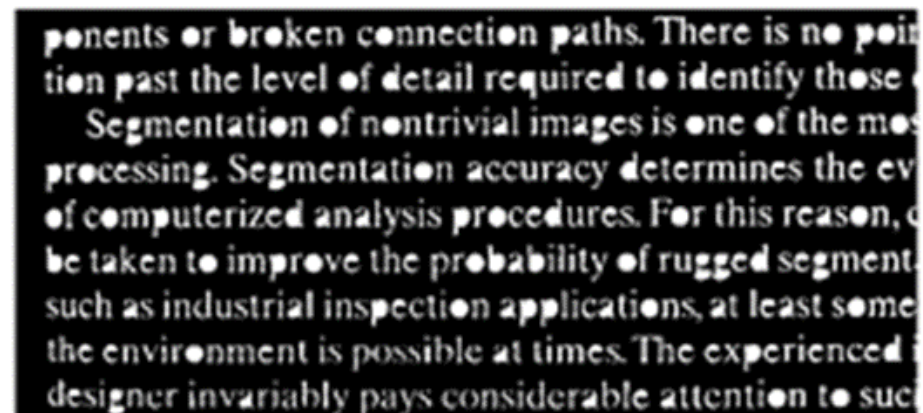 ponents or broken connection paths. There is no poin
tion past the level of detail required to identify those
Segmentation of nontrivial images is one of the mos
processing. Segmentation accuracy determines the ev
of computerized analysis procedures. For this reason, c
be taken to improve the probability of rugged segment
such as industrial inspection applications, at least some
the environment is possible at times. The experienced
designer invariably pays considerable attention to suc